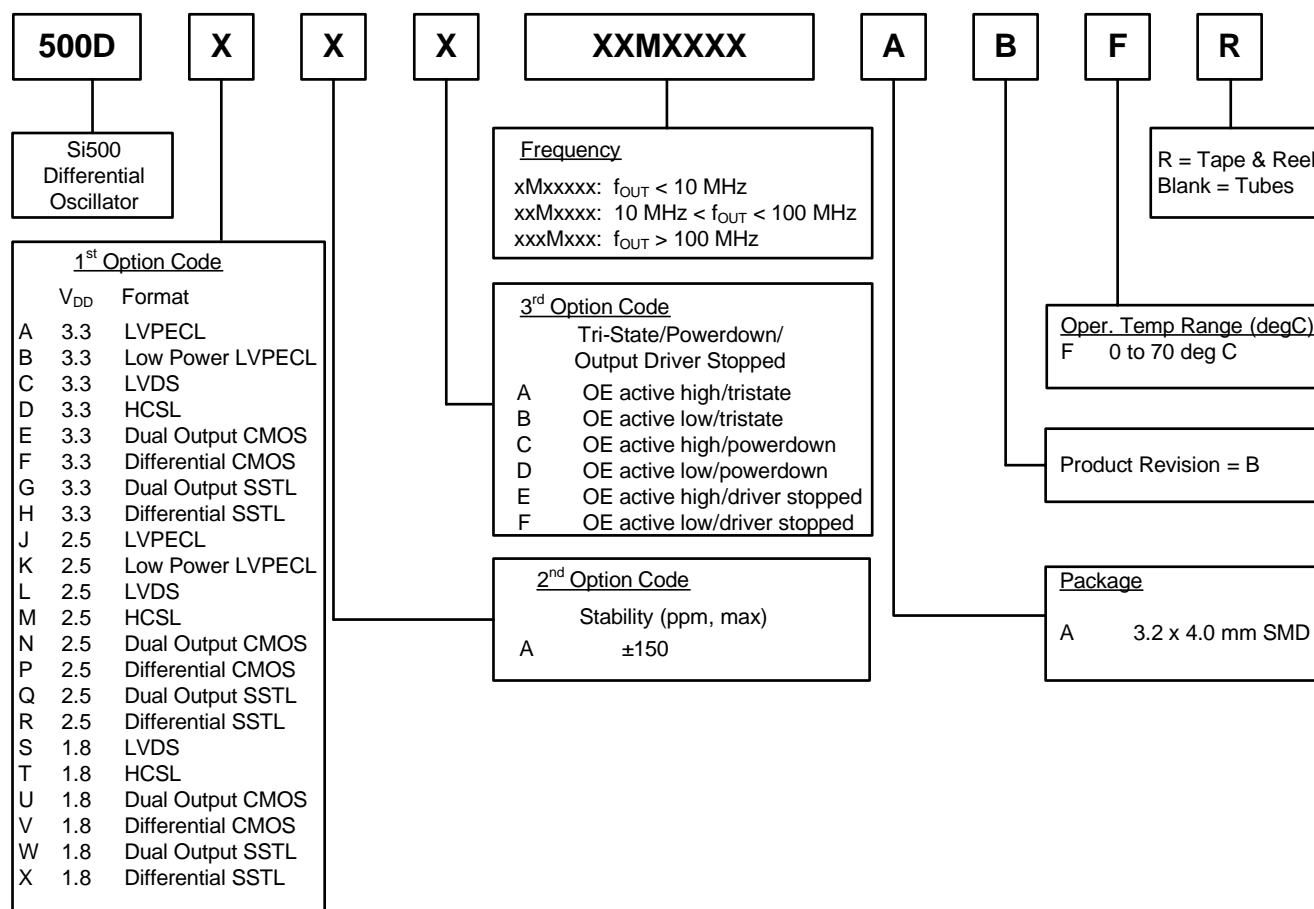 500D X X X XXMXXXX A B F R
Si500
Differential
Oscillator
1st Option Code
VDD Format
A 3.3 LVPECL
B 3.3 Low Power LVPECL
C 3.3 LVDS
D 3.3 HCSL
E 3.3 Dual Output CMOS
F 3.3 Differential CMOS
G 3.3 Dual Output SSTL
H 3.3 Differential SSTL
J 2.5 LVPECL
K 2.5 Low Power LVPECL
L 2.5 LVDS
M 2.5 HCSL
N 2.5 Dual Output CMOS
P 2.5 Differential CMOS
Q 2.5 Dual Output SSTL
R 2.5 Differential SSTL
S 1.8 LVDS
T 1.8 HCSL
U 1.8 Dual Output CMOS
V 1.8 Differential CMOS
W 1.8 Dual Output SSTL
X 1.8 Differential SSTL
Frequency
xMxxxxx: fOUT < 10 MHz
xxMxxxx: 10 MHz < fOUT < 100 MHz
xxxMxxx: fOUT > 100 MHz
3rd Option Code
Tri-State/Powerdown/
Output Driver Stopped
A OE active high/tristate
B OE active low/tristate
C OE active high/powerdown
D OE active low/powerdown
E OE active high/driver stopped
F OE active low/driver stopped
2nd Option Code
Stability (ppm, max)
A ±150
R = Tape & Reel
Blank = Tubes
Oper. Temp Range (degC)
F 0 to 70 deg C
Product Revision = B
Package
A 3.2 x 4.0 mm SMD